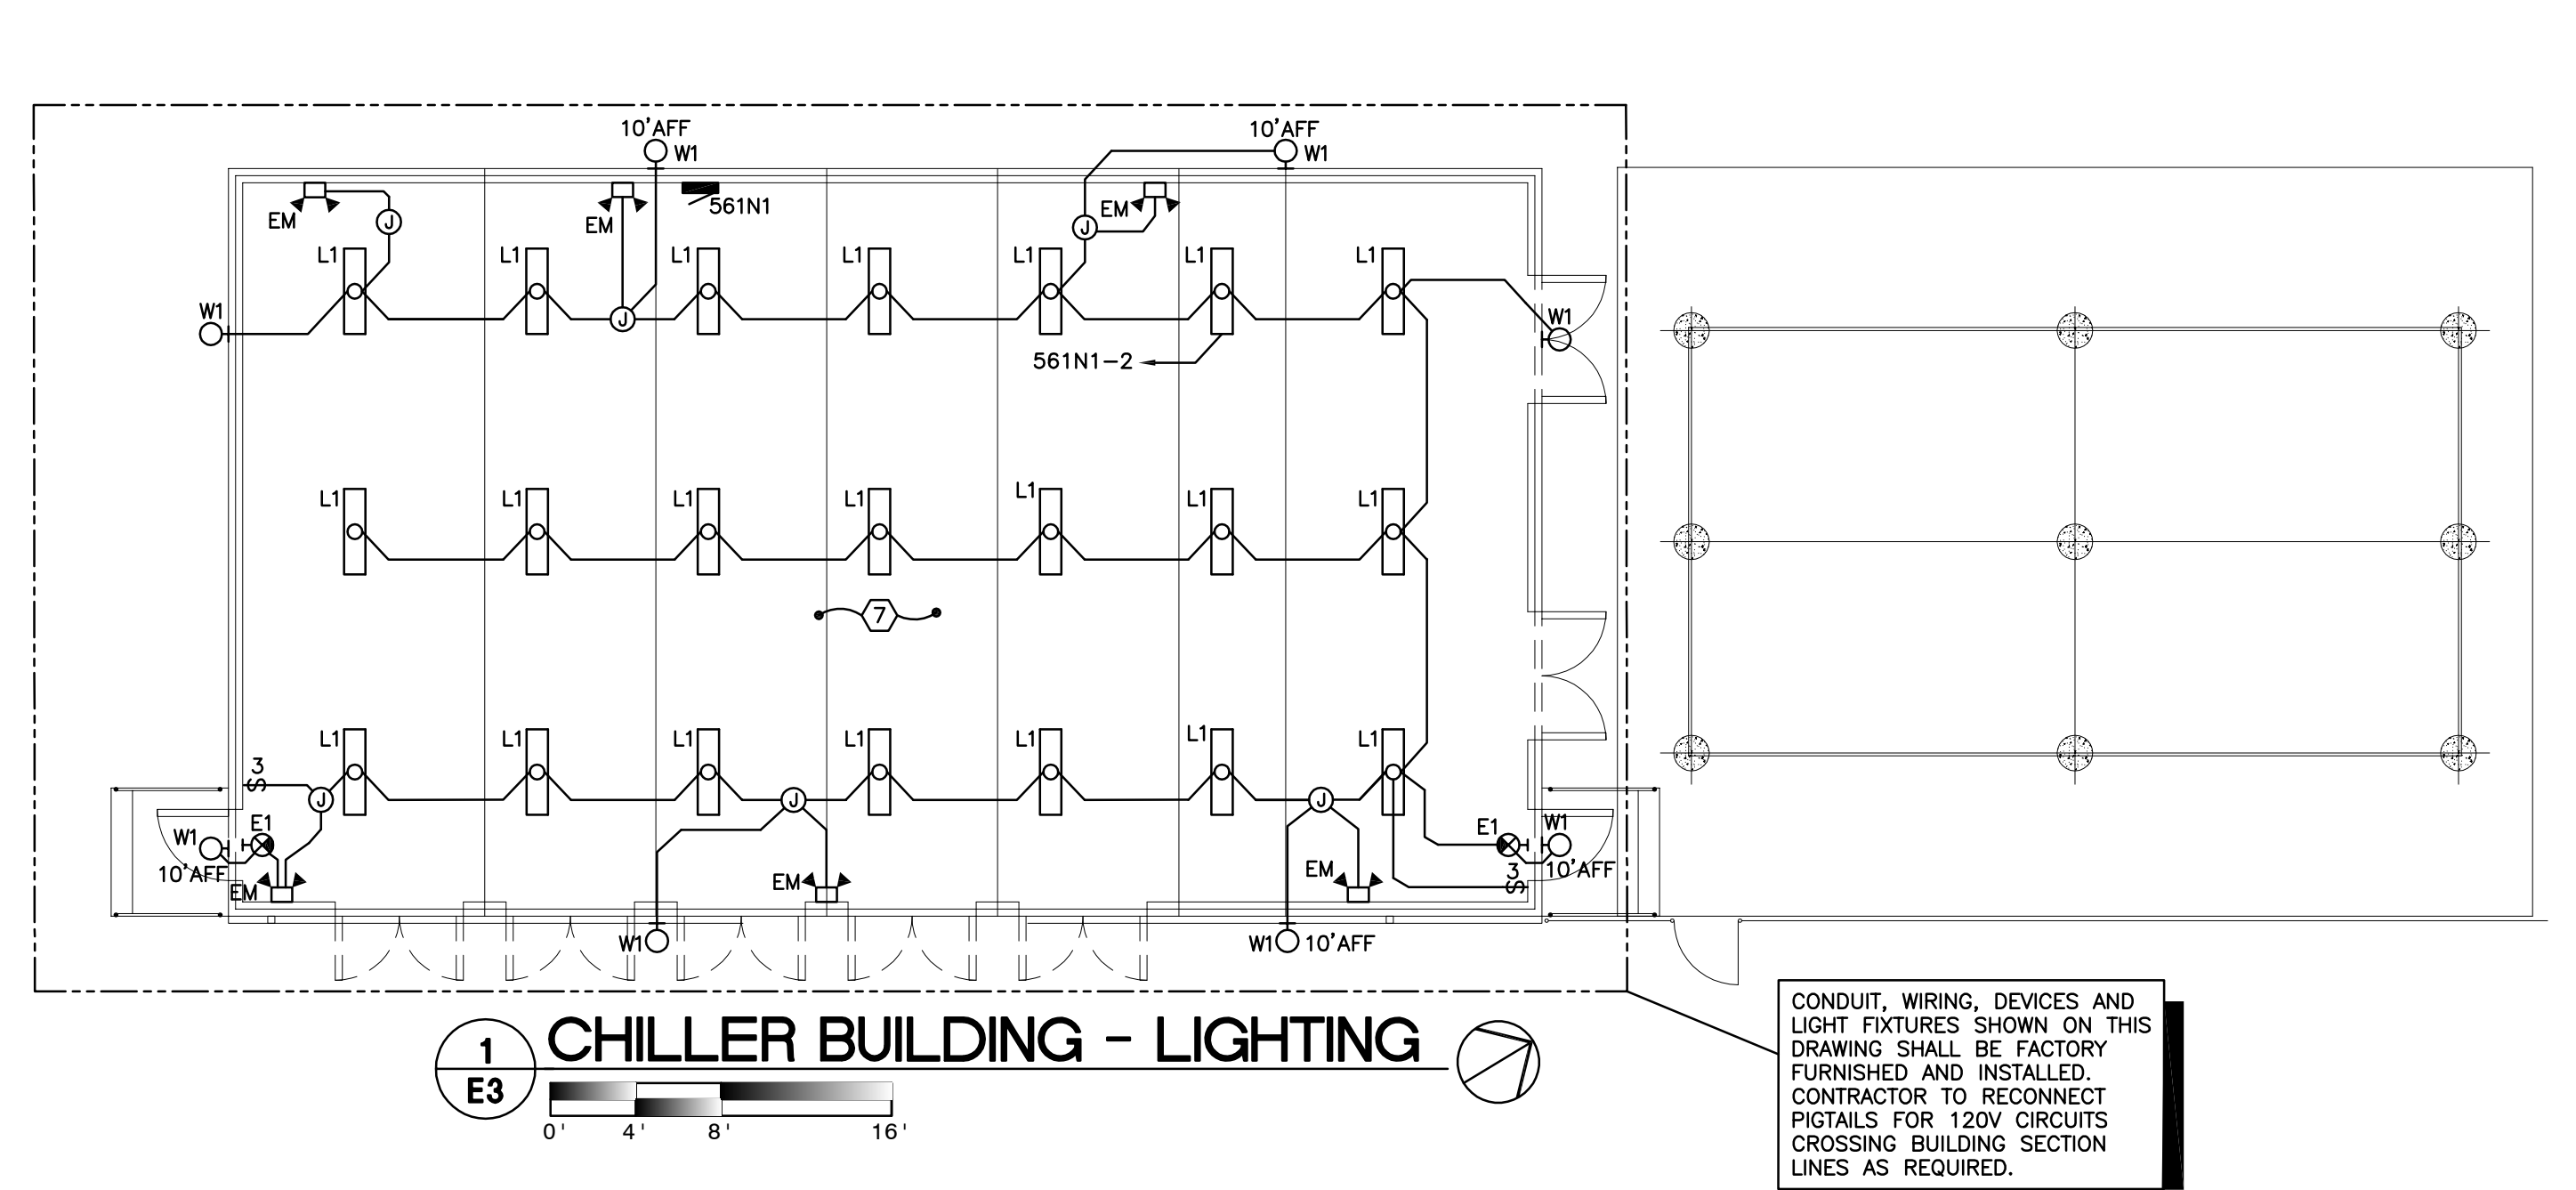 10'AFF
W1
10'AFF
W1
EM
J
EM
561N1
EM
J
L1
L1
L1
L1
L1
L1
L1
W1
J
W1
561N1-2
L1
L1
L1
L1
L1
L1
L1
7
L1
L1
L1
L1
L1
L1
L1
S3
J
J
J
W1
E1
10'AFF
EM
EM
EM
E1
W1
10'AFF
S3
W1
W1
10'AFF
1
E3
CHILLER BUILDING - LIGHTING
0'
4'
8'
16'
CONDUIT, WIRING, DEVICES AND
LIGHT FIXTURES SHOWN ON THIS
DRAWING SHALL BE FACTORY
FURNISHED AND INSTALLED.
CONTRACTOR TO RECONNECT
PIGTAILS FOR 120V CIRCUITS
CROSSING BUILDING SECTION
LINES AS REQUIRED.